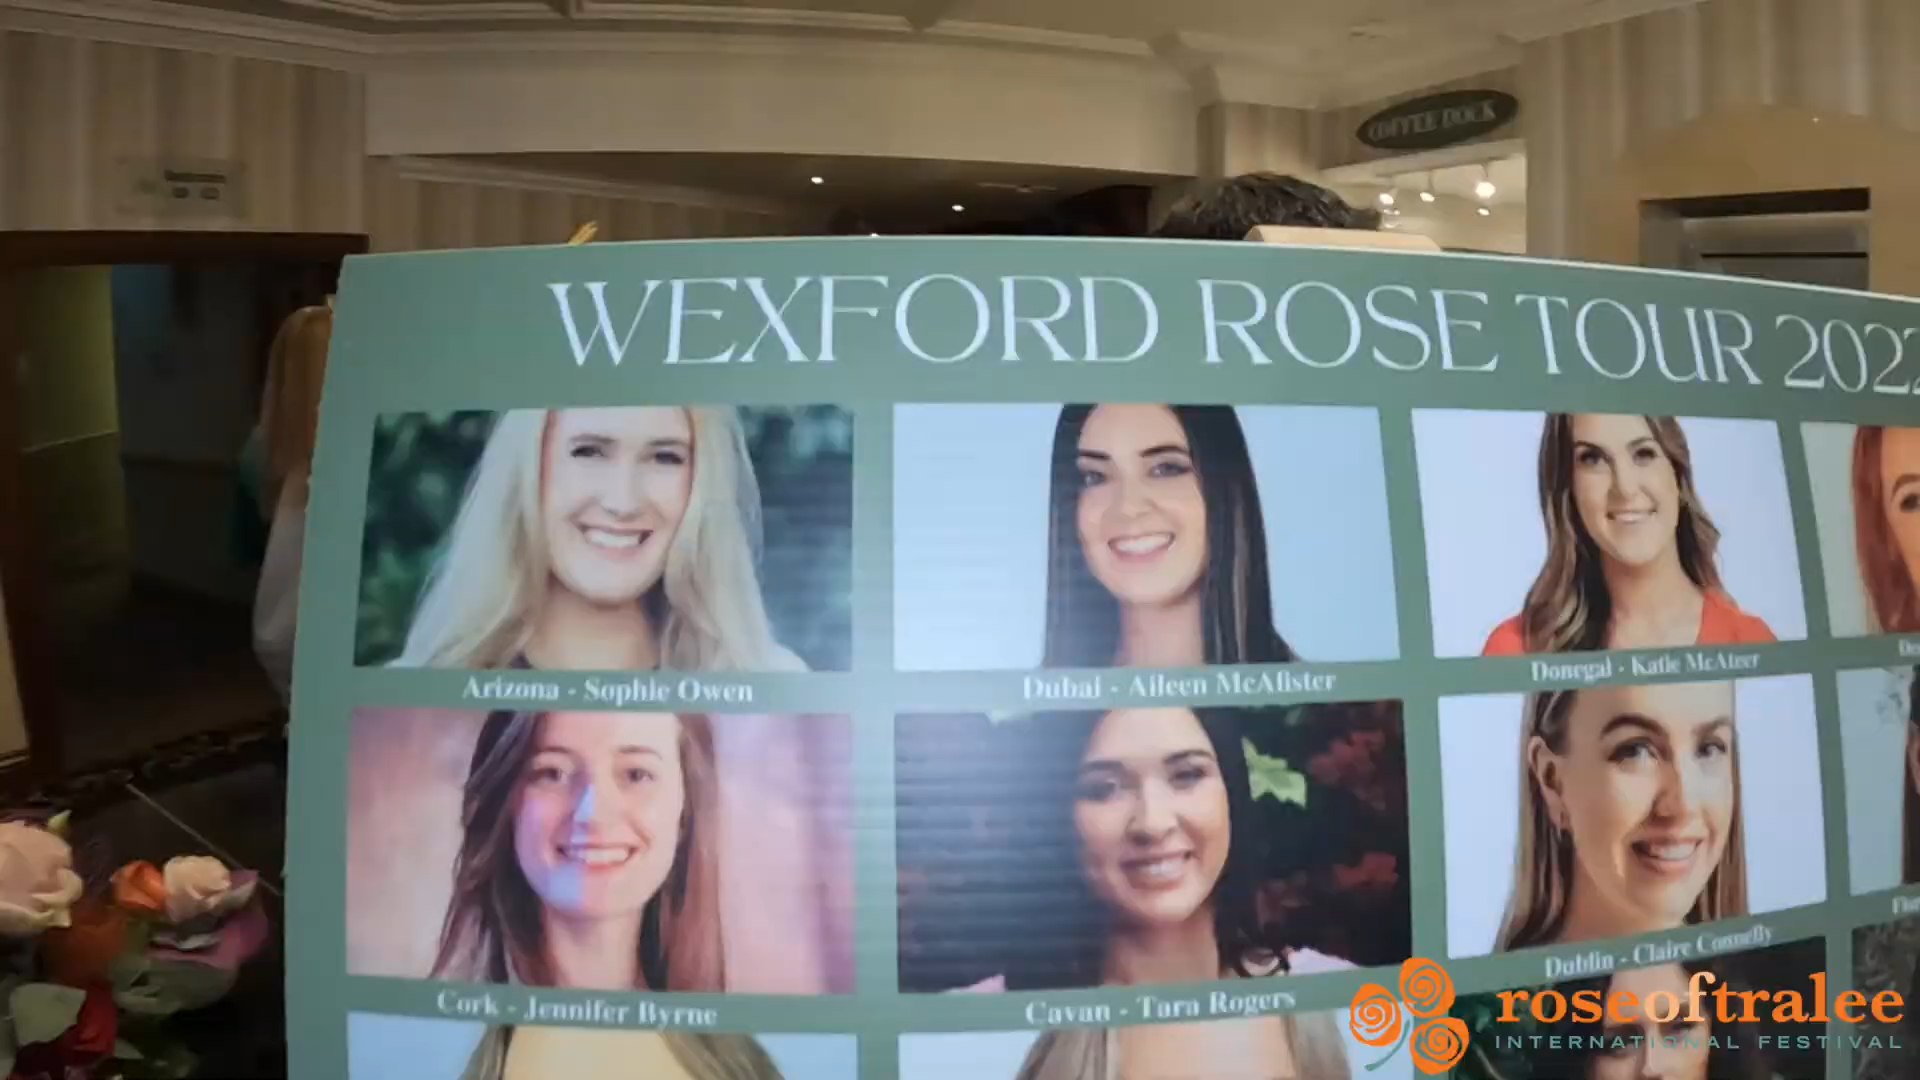 COFFEE DOCK
WEXFORD ROSE TOUR 2022
Arizona - Sophie Owen
Dubai - Aileen McAlister
Donegal - Katie McAteer
Cork - Jennifer Byrne
Cavan - Tara Rogers
Dublin - Claire Connelly
roseoftralee
INTERNATIONAL FESTIVAL